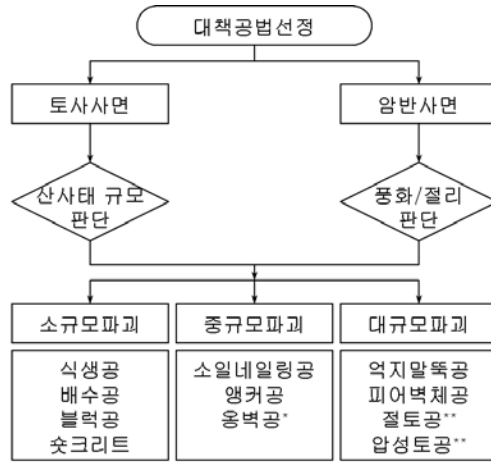 대책공법선정
토사사면
암반사면
산사태 규모
판단
풍화/절리
판단
소규모파괴
중규모파괴
대규모파괴
식생공
배수공
블럭공
숏크리트
소일네일링공
앵커공
옹벽공*
억지말뚝공
피어벽체공
절토공**
압성토공**